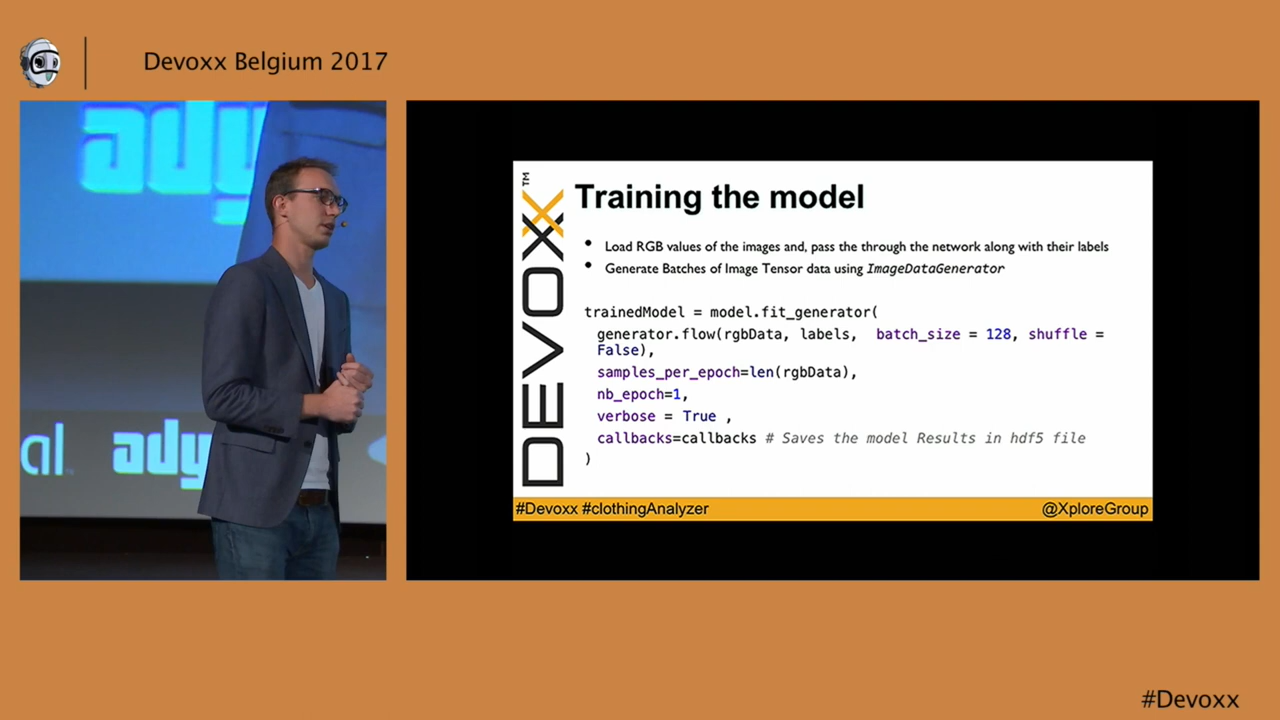 Devoxx Belgium 2017
ady
al
ady
DEVOXX™
Training the model
• Load RGB values of the images and, pass the through the network along with their labels
• Generate Batches of Image Tensor data using ImageDataGenerator
trainedModel = model.fit_generator(
generator.flow(rgbData, labels, batch_size = 128, shuffle =
False),
samples_per_epoch=len(rgbData),
nb_epoch=1,
verbose = True ,
callbacks=callbacks # Saves the model Results in hdf5 file
)
#Devoxx #clothingAnalyzer
@XploreGroup
#Devoxx